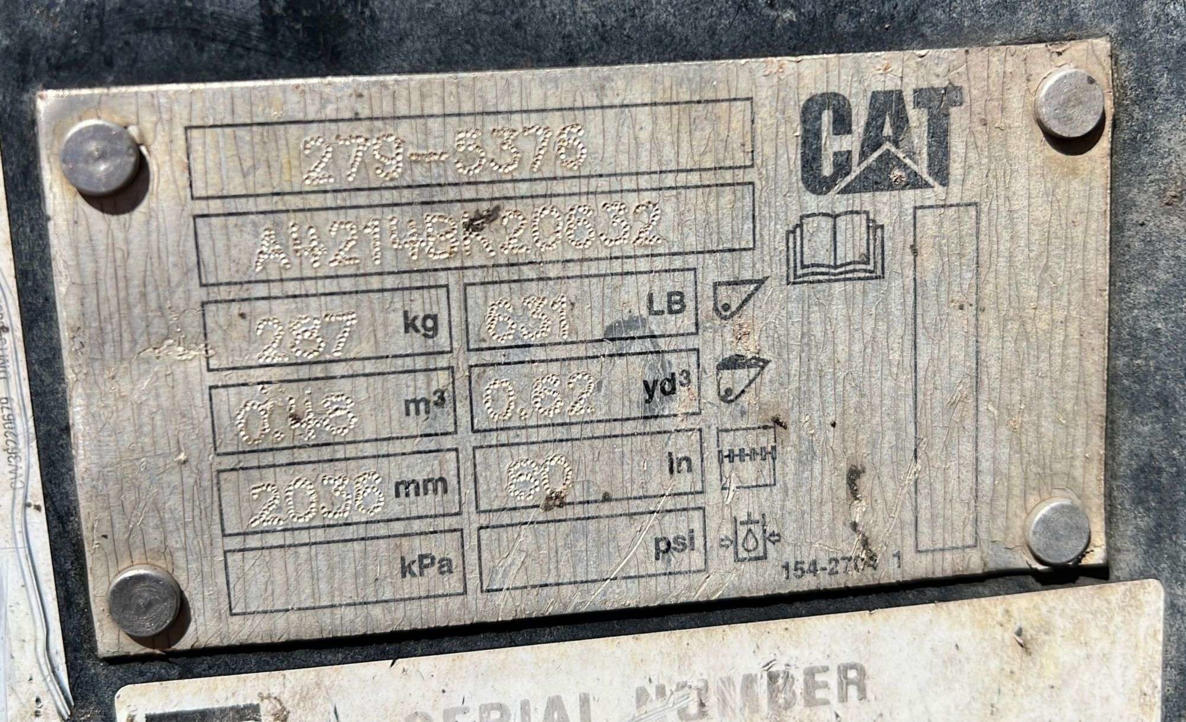 CAT
279-5376
A4214BK20632
287 kg 631 LB
0.48 m³ 0.62 yd³
2036 mm 80 In
kPa psi
154-2704 1
SERIAL NUMBER